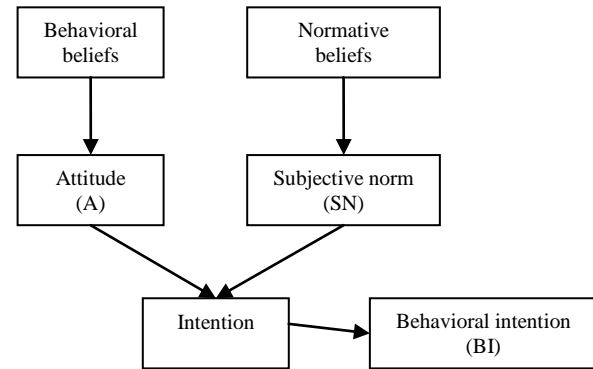 Behavioral
beliefs
Normative
beliefs
Attitude
(A)
Subjective norm
(SN)
Intention
Behavioral intention
(BI)